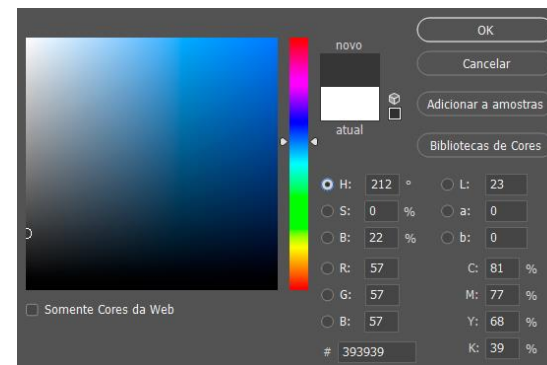 novo
atual
OK
Cancelar
Adicionar a amostras
Bibliotecas de Cores
H: 212 °
S: 0 %
B: 22 %
R: 57
G: 57
B: 57
# 393939
L: 23
a: 0
b: 0
C: 81 %
M: 77 %
Y: 68 %
K: 39 %
Somente Cores da Web